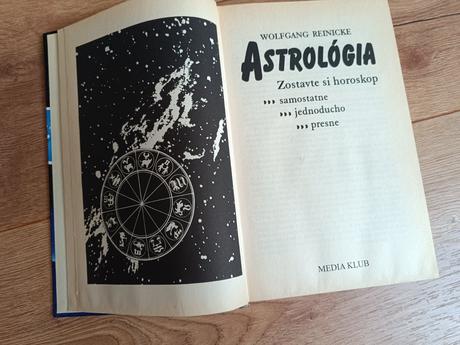 WOLFGANG REINICKE
ASTROLÓGIA
Zostavte si horoskop
››› samostatne
››› jednoducho
››› presne
MEDIA KLUB